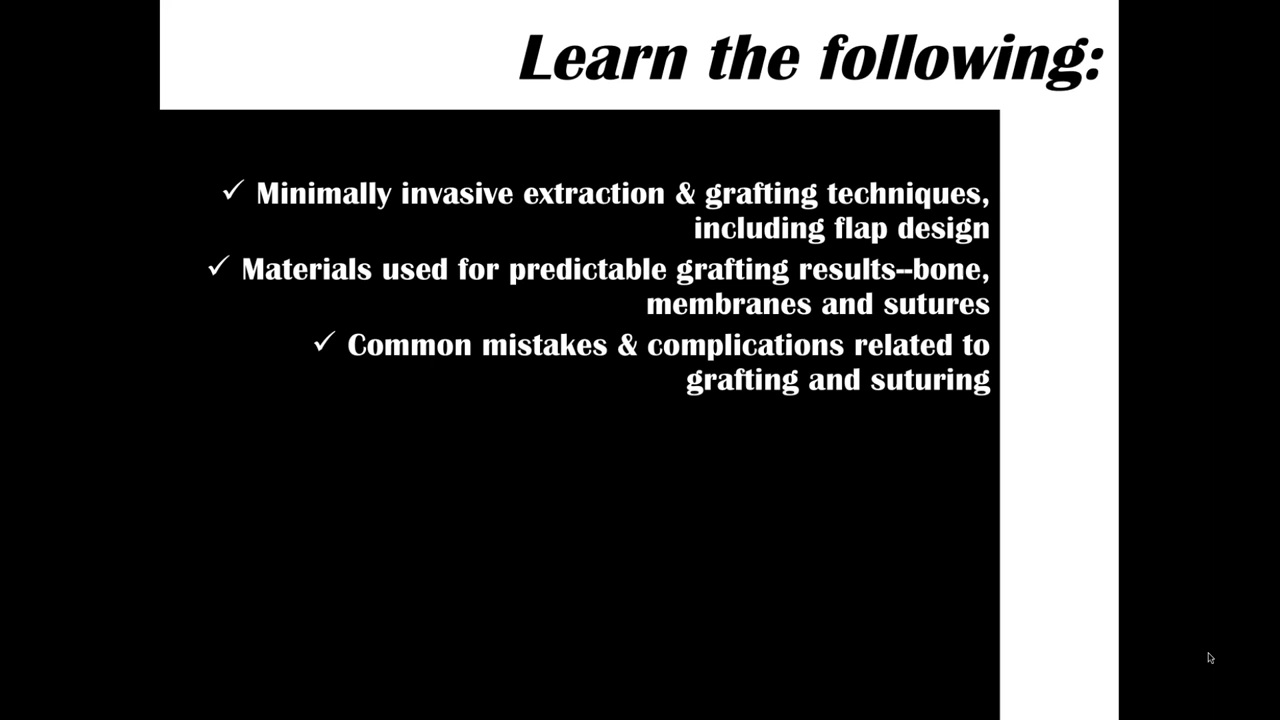 Learn the following:
✓ Minimally invasive extraction & grafting techniques,
including flap design
✓ Materials used for predictable grafting results--bone,
membranes and sutures
✓ Common mistakes & complications related to
grafting and suturing